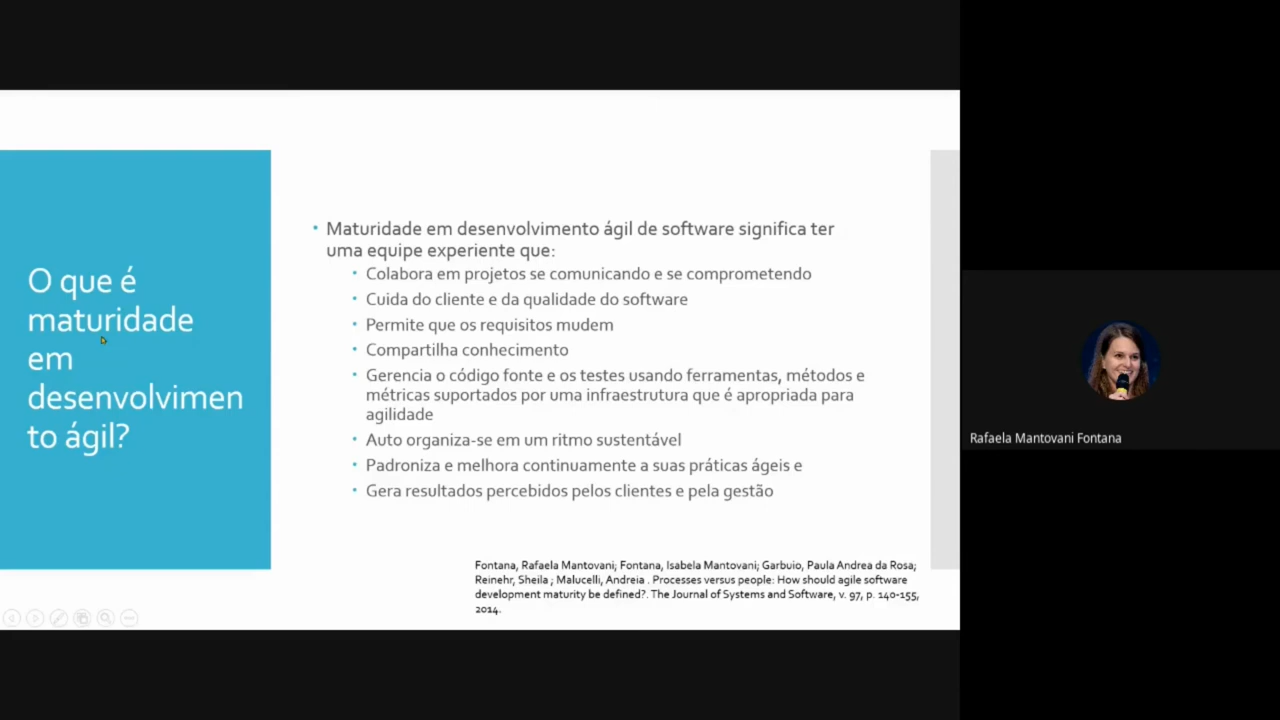 O que é
maturidade
em
desenvolvimen
to ágil?
• Maturidade em desenvolvimento ágil de software significa ter
uma equipe experiente que:
• Colabora em projetos se comunicando e se comprometendo
• Cuida do cliente e da qualidade do software
• Permite que os requisitos mudem
• Compartilha conhecimento
• Gerencia o código fonte e os testes usando ferramentas, métodos e
métricas suportados por uma infraestrutura que é apropriada para
agilidade
• Auto organiza-se em um ritmo sustentável
• Padroniza e melhora continuamente a suas práticas ágeis e
• Gera resultados percebidos pelos clientes e pela gestão
Fontana, Rafaela Mantovani; Fontana, Isabela Mantovani; Garbuio, Paula Andrea da Rosa;
Reinehr, Sheila ; Malucelli, Andreia . Processes versus people: How should agile software
development maturity be defined?. The Journal of Systems and Software, v. 97, p. 140-155,
2014.
Rafaela Mantovani Fontana